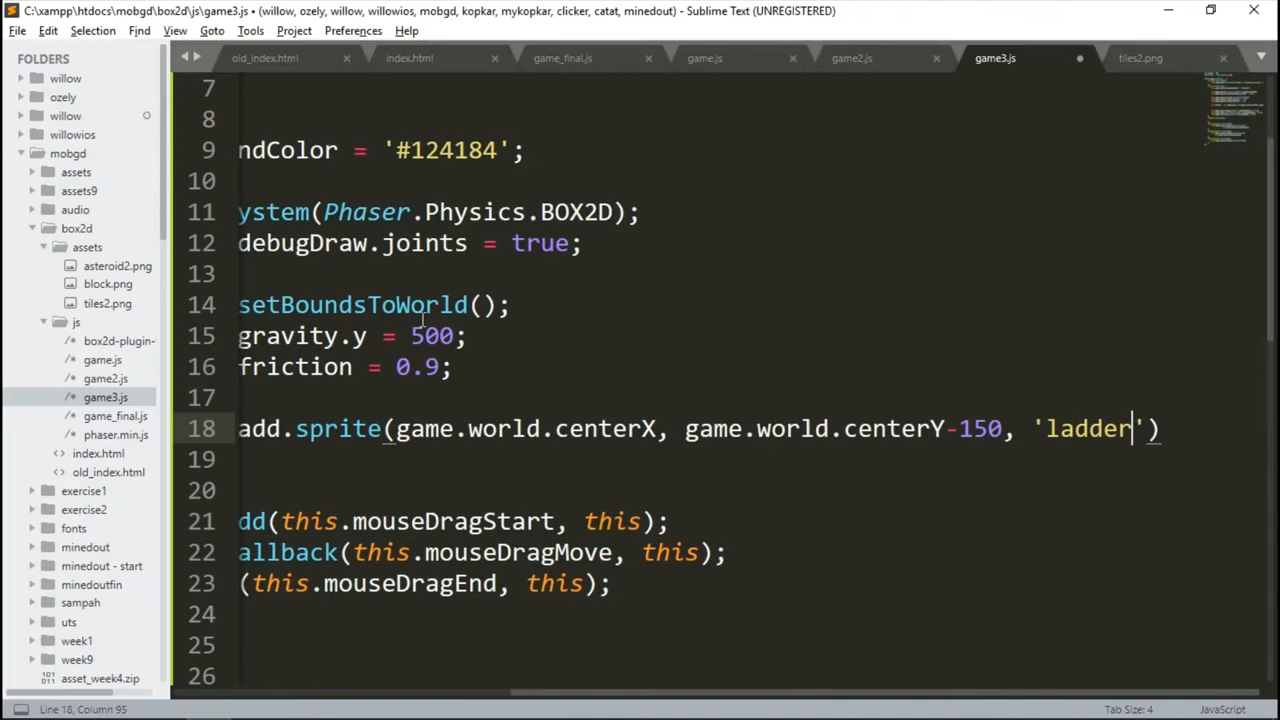 C:\xampp\htdocs\mobgd\box2d\js\game3.js • (willow, ozely, willow, willowios, mobgd, kopkar, mykopkar, clicker, catat, minedout) - Sublime Text (UNREGISTERED)
File Edit Selection Find View Goto Tools Project Preferences Help
FOLDERS
old_index.html index.html game_final.js game.js game2.js game3.js tiles2.png
willow
ozely
willow
willowios
mobgd
assets
assets9
audio
box2d
assets
asteroid2.png
block.png
tiles2.png
js
box2d-plugin-
game.js
game2.js
game3.js
game_final.js
phaser.min.js
index.html
old_index.html
exercise1
exercise2
fonts
minedout
minedout - start
minedoutfin
sampah
uts
week1
week9
asset_week4.zip
7
8
9 ndColor = '#124184';
10
11 ystem(Phaser.Physics.BOX2D);
12 debugDraw.joints = true;
13
14 setBoundsToWorld();
15 gravity.y = 500;
16 friction = 0.9;
17
18 add.sprite(game.world.centerX, game.world.centerY-150, 'ladder')
19
20
21 dd(this.mouseDragStart, this);
22 allback(this.mouseDragMove, this);
23 (this.mouseDragEnd, this);
24
25
26
Line 18, Column 95 Tab Size: 4 JavaScript